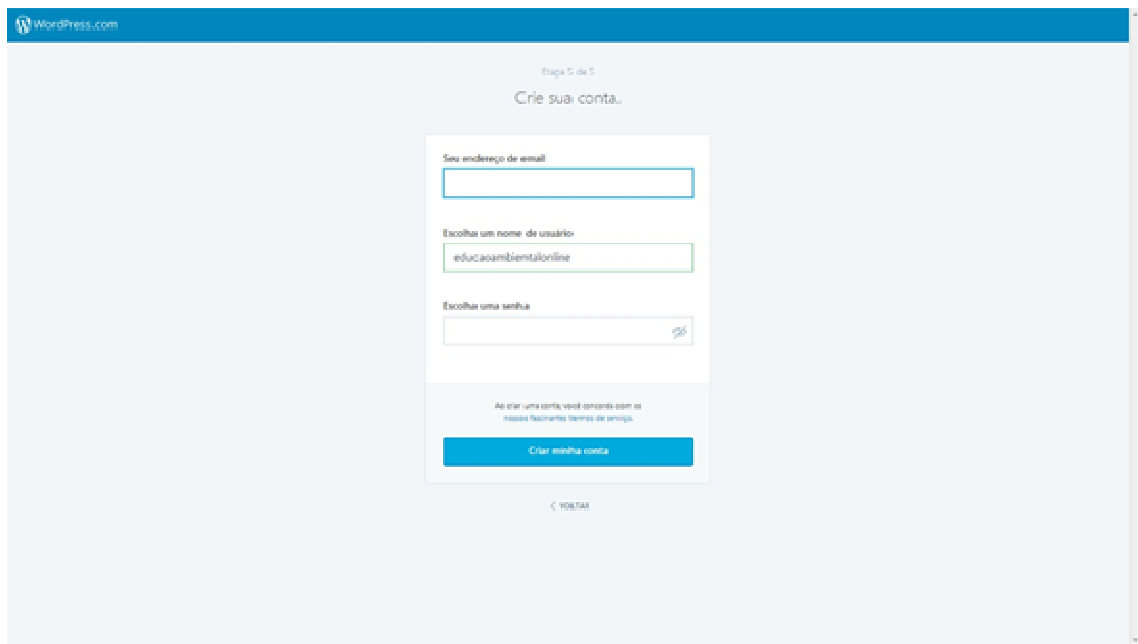 WordPress.com
Etapa 5 de 5
Crie sua conta..
Seu endereço de email
Escolha um nome de usuário
educaoambientalonline
Escolha uma senha
Ao criar uma conta, você concorda com os
nossos fascinantes termos de serviço.
Criar minha conta
VOLTAR